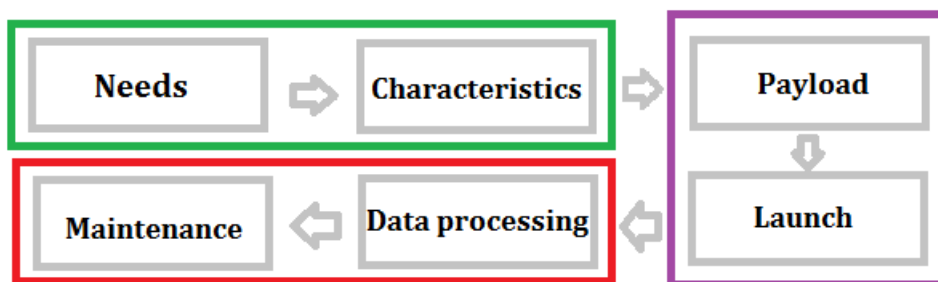 Needs
Characteristics
Payload
Launch
Data processing
Maintenance